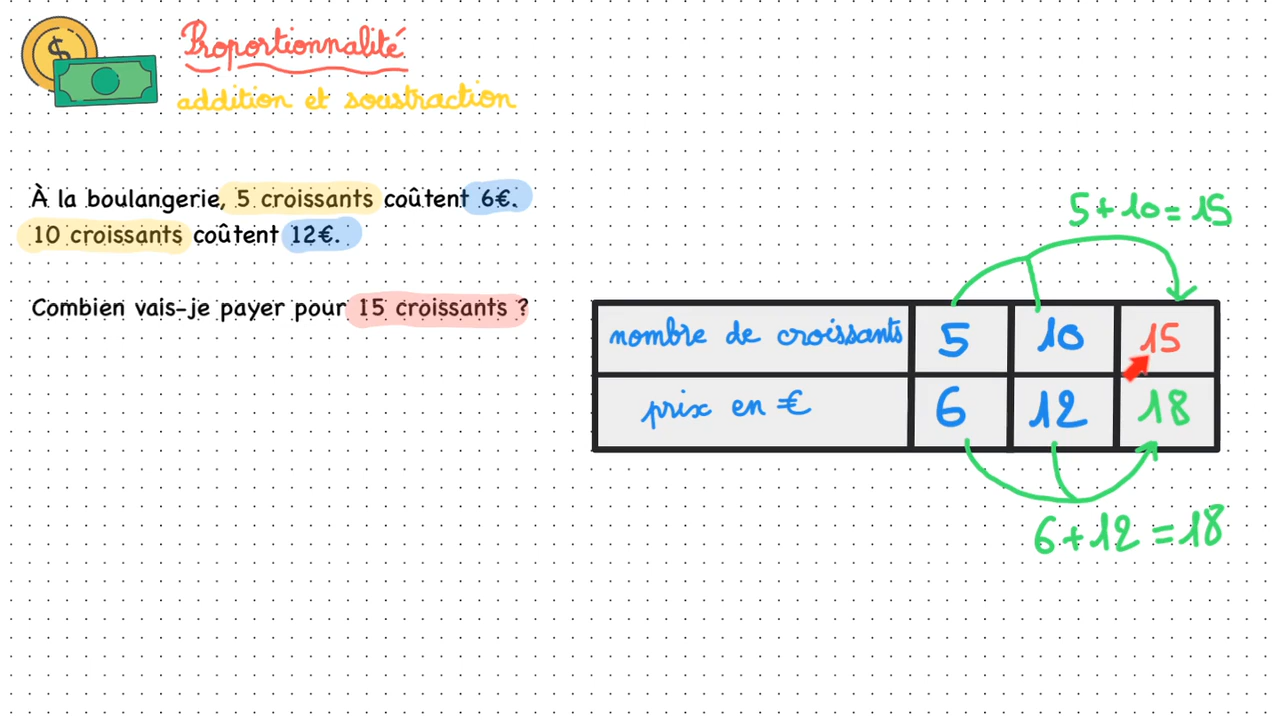 Proportionnalité
addition et soustraction
À la boulangerie, 5 croissants coûtent 6€.
10 croissants coûtent 12€.
Combien vais-je payer pour 15 croissants ?
5+10=15
nombre de croissants 5 10 15
prix en € 6 12 18
6+12=18